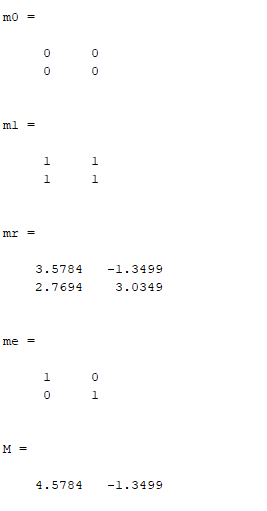 m0 =
0 0
0 0
m1 =
1 1
1 1
mr =
3.5784 -1.3499
2.7694 3.0349
me =
1 0
0 1
M =
4.5784 -1.3499